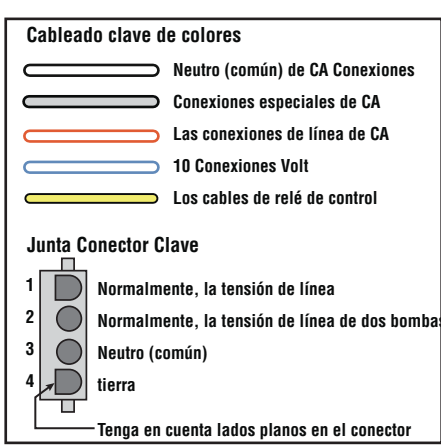 Cableado clave de colores
Neutro (común) de CA Conexiones
Conexiones especiales de CA
Las conexiones de línea de CA
10 Conexiones Volt
Los cables de relé de control
Junta Conector Clave
1 Normalmente, la tensión de línea
2 Normalmente, la tensión de línea de dos bombas
3 Neutro (común)
4 tierra
Tenga en cuenta lados planos en el conector